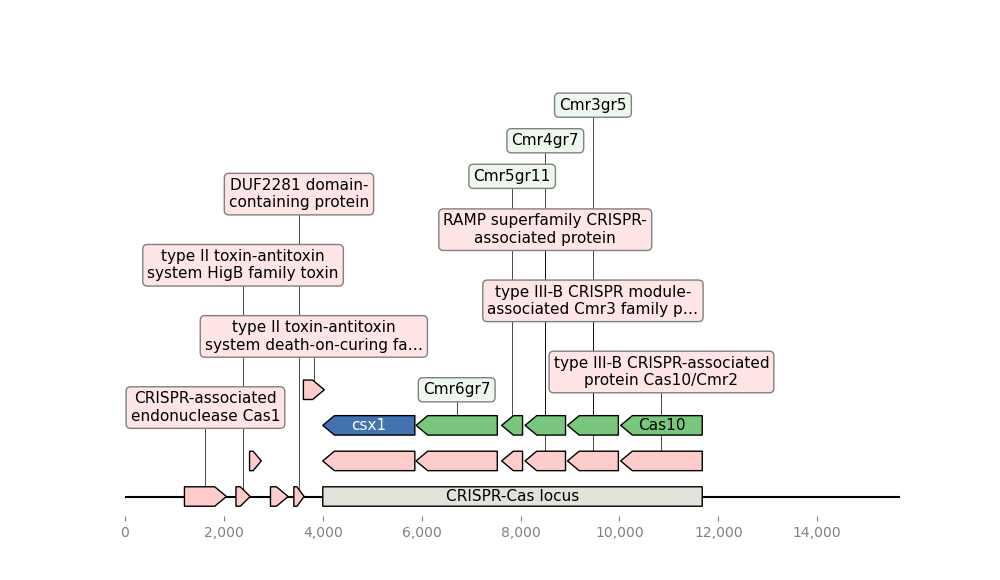 Cmr3gr5
Cmr4gr7
Cmr5gr11
DUF2281 domain-
containing protein
RAMP superfamily CRISPR-
associated protein
type II toxin-antitoxin
system HigB family toxin
type III-B CRISPR module-
associated Cmr3 family p…
type II toxin-antitoxin
system death-on-curing fa…
type III-B CRISPR-associated
protein Cas10/Cmr2
Cmr6gr7
CRISPR-associated
endonuclease Cas1
csx1
Cas10
CRISPR-Cas locus
0
2,000
4,000
6,000
8,000
10,000
12,000
14,000